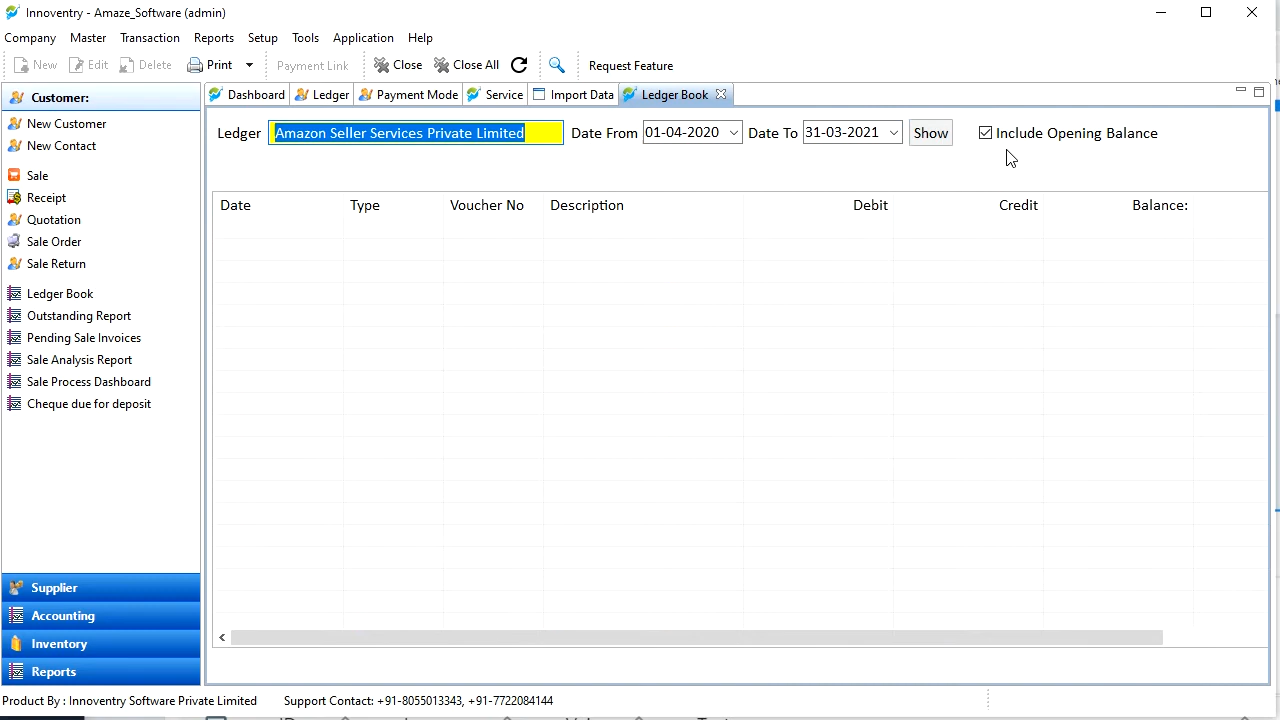 Innoventry - Amaze_Software (admin)
Company Master Transaction Reports Setup Tools Application Help
New Edit Delete Print Payment Link Close Close All Request Feature
Customer:
New Customer
New Contact
Sale
Receipt
Quotation
Sale Order
Sale Return
Ledger Book
Outstanding Report
Pending Sale Invoices
Sale Analysis Report
Sale Process Dashboard
Cheque due for deposit
Supplier
Accounting
Inventory
Reports
Dashboard Ledger Payment Mode Service Import Data Ledger Book
Ledger Amazon Seller Services Private Limited Date From 01-04-2020 Date To 31-03-2021 Show Include Opening Balance
Date Type Voucher No Description Debit Credit Balance:
Product By : Innoventry Software Private Limited Support Contact: +91-8055013343, +91-7722084144